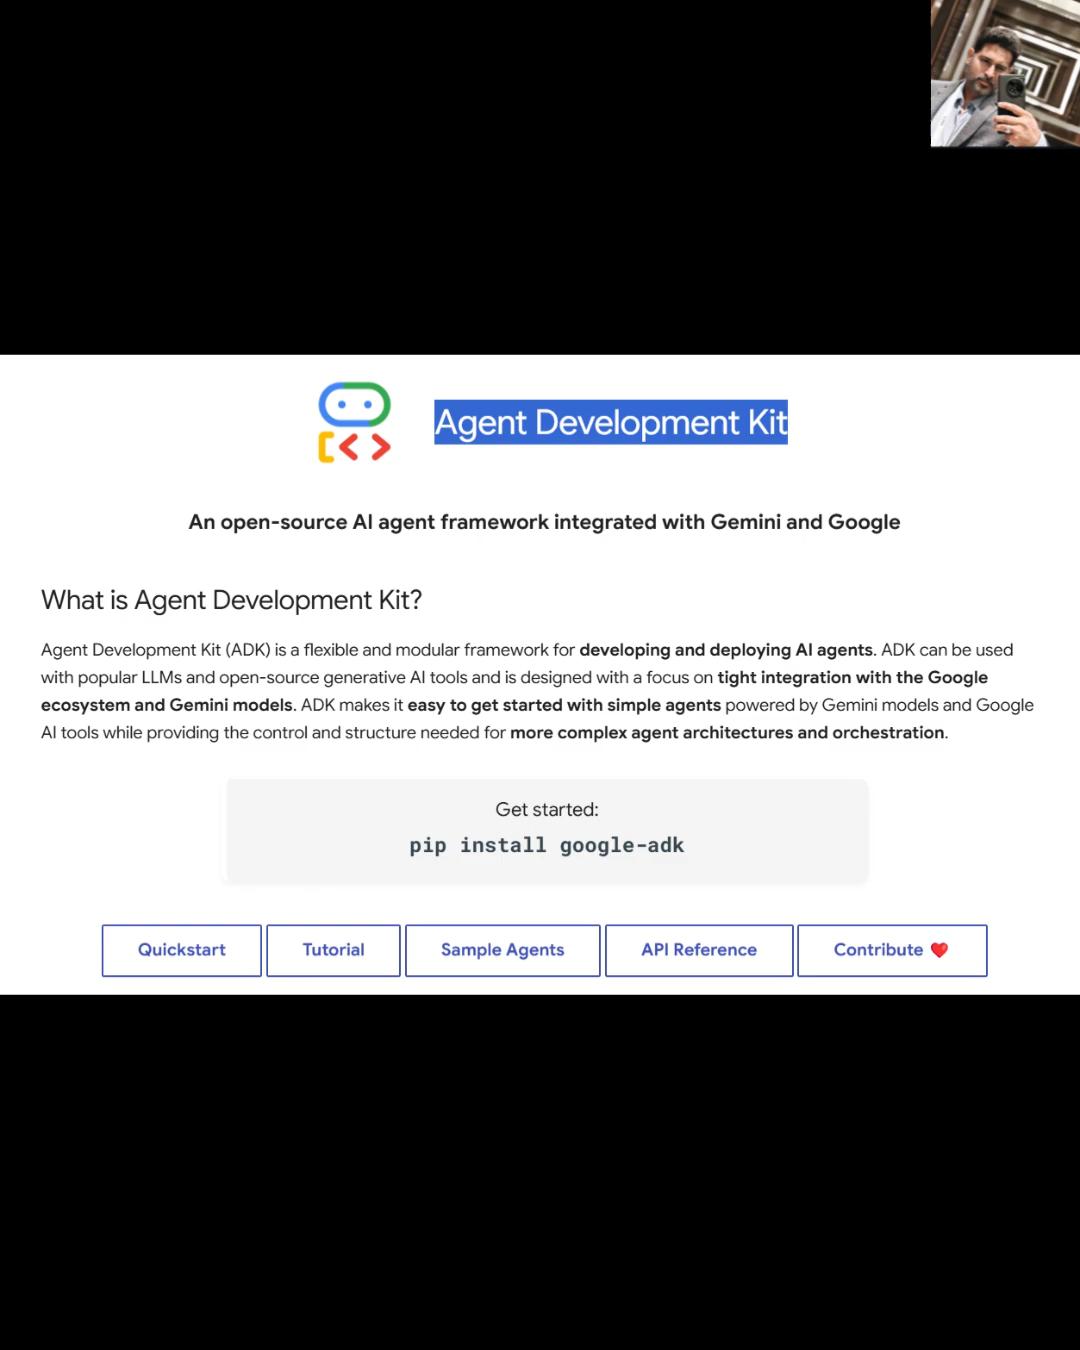 Agent Development Kit
An open-source AI agent framework integrated with Gemini and Google
What is Agent Development Kit?
Agent Development Kit (ADK) is a flexible and modular framework for developing and deploying AI agents. ADK can be used
with popular LLMs and open-source generative AI tools and is designed with a focus on tight integration with the Google
ecosystem and Gemini models. ADK makes it easy to get started with simple agents powered by Gemini models and Google
AI tools while providing the control and structure needed for more complex agent architectures and orchestration.
Get started:
pip install google-adk
Quickstart
Tutorial
Sample Agents
API Reference
Contribute ❤️